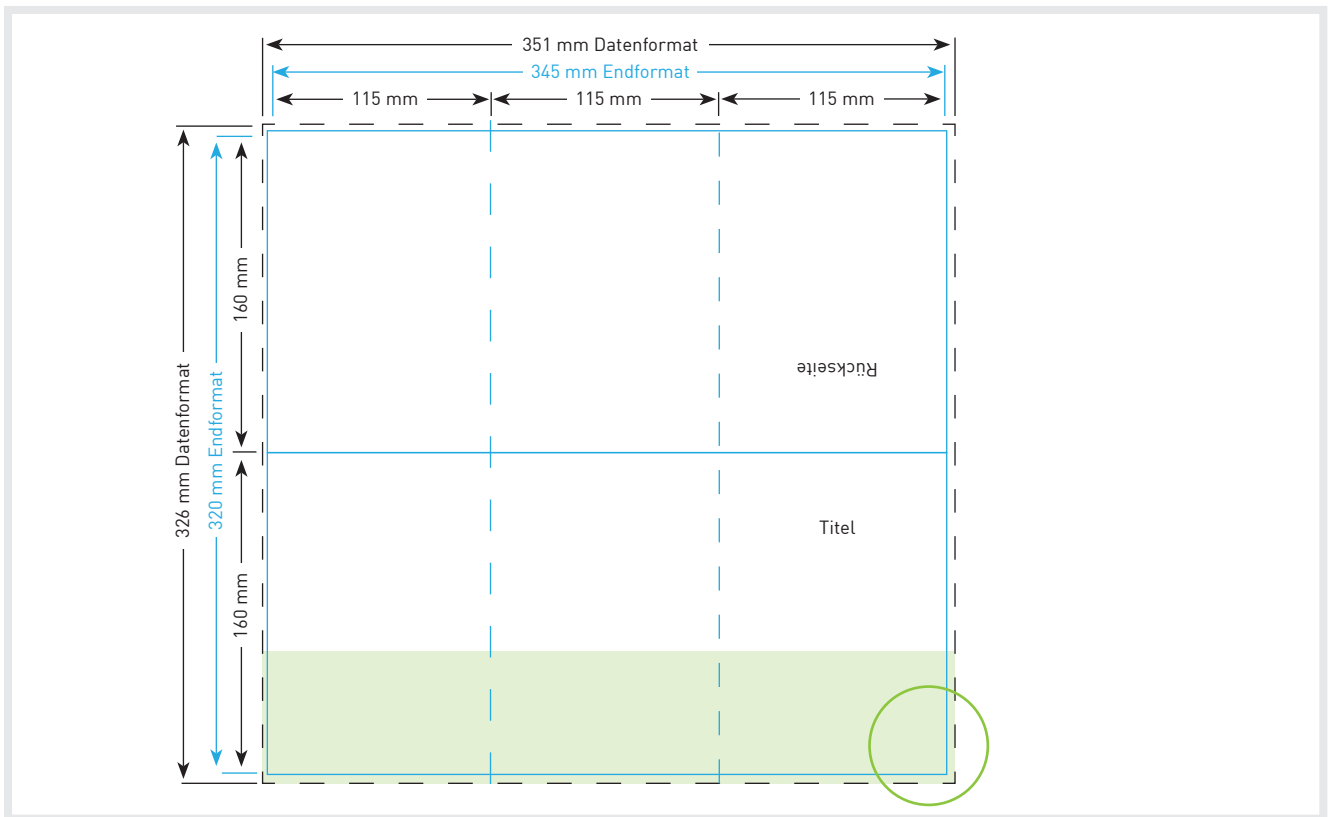 351 mm Datenformat
345 mm Endformat
115 mm
115 mm
115 mm
326 mm Datenformat
320 mm Endformat
160 mm
160 mm
Rückseite
Titel